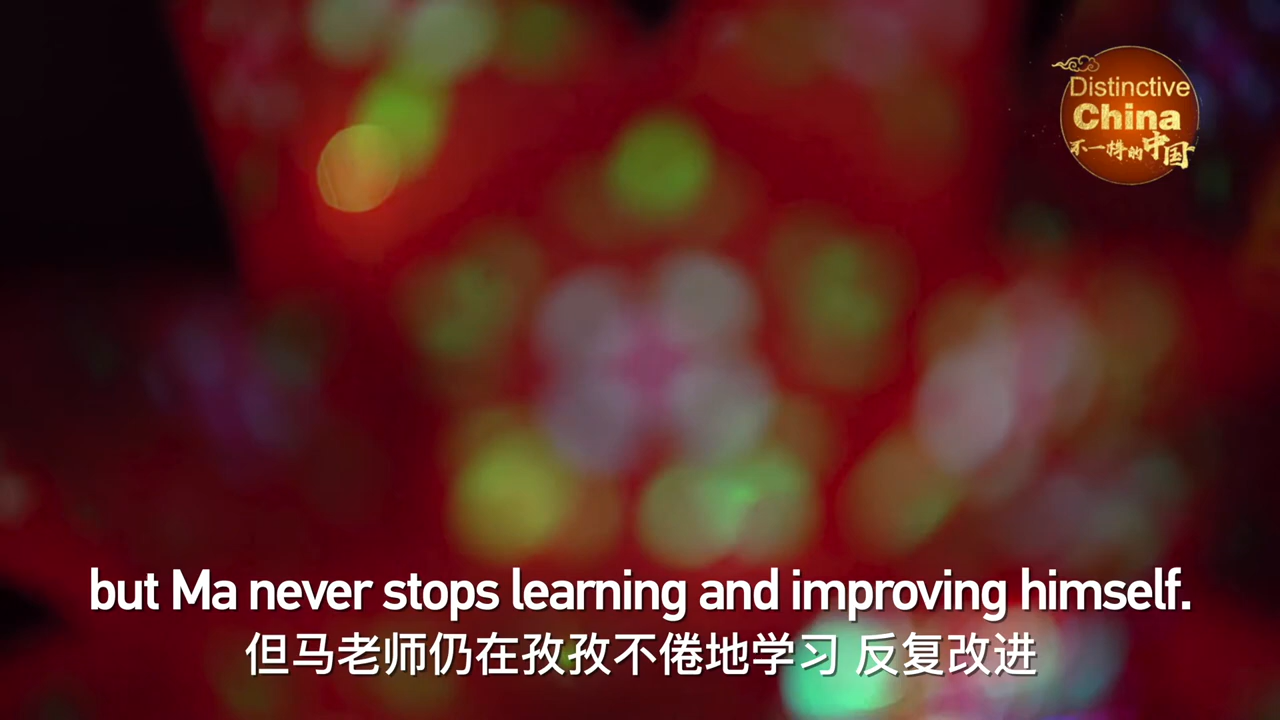 Distinctive
China
不一样的中国
but Ma never stops learning and improving himself.
但马老师仍在孜孜不倦地学习 反复改进